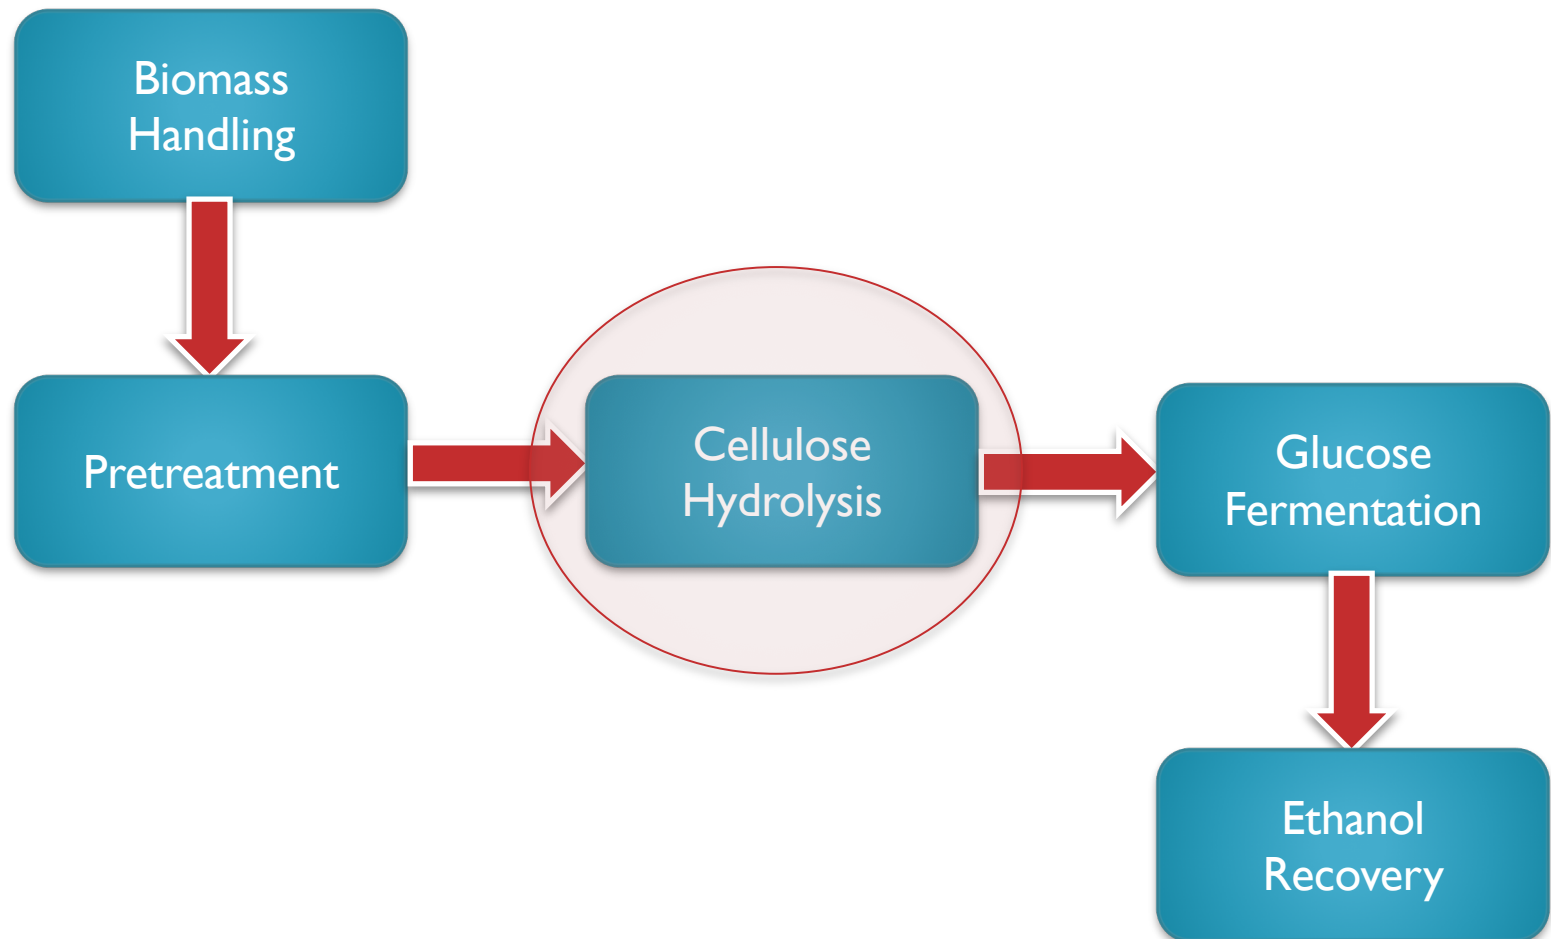 Biomass
Handling
Pretreatment
Cellulose
Hydrolysis
Glucose
Fermentation
Ethanol
Recovery